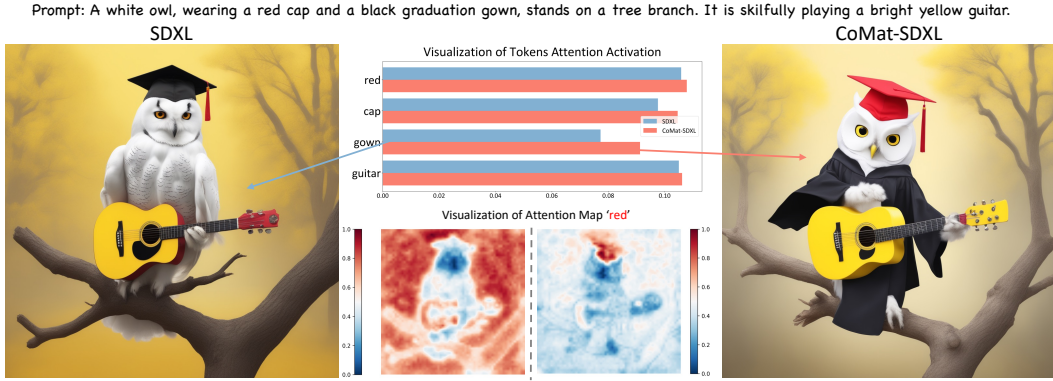 Prompt: A white owl, wearing a red cap and a black graduation gown, stands on a tree branch. It is skilfully playing a bright yellow guitar.
SDXL
CoMat-SDXL
Visualization of Tokens Attention Activation
red
cap
gown
guitar
SDXL
CoMat-SDXL
0.00 0.02 0.04 0.06 0.08 0.10
Visualization of Attention Map 'red'
1.0 1.0
0.8 0.8
0.6 0.6
0.4 0.4
0.2 0.2
0.0 0.0